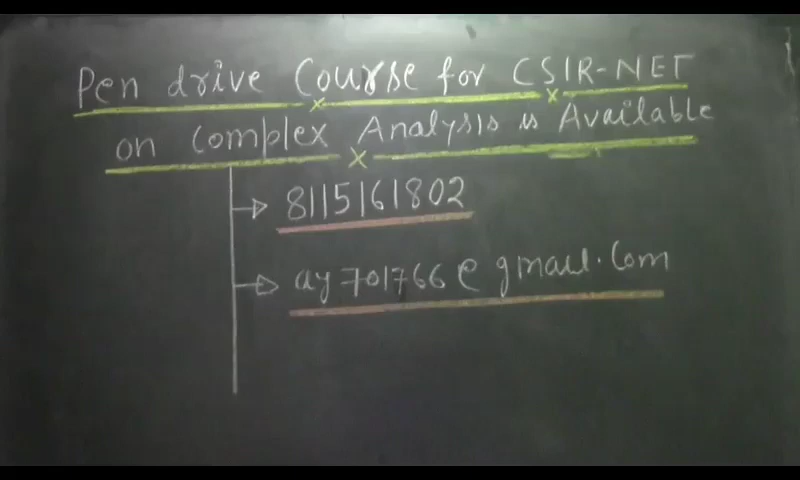 Pen drive Course for CSIR-NET
on Complex Analysis is Available
8115161802
ay701766@gmail.com